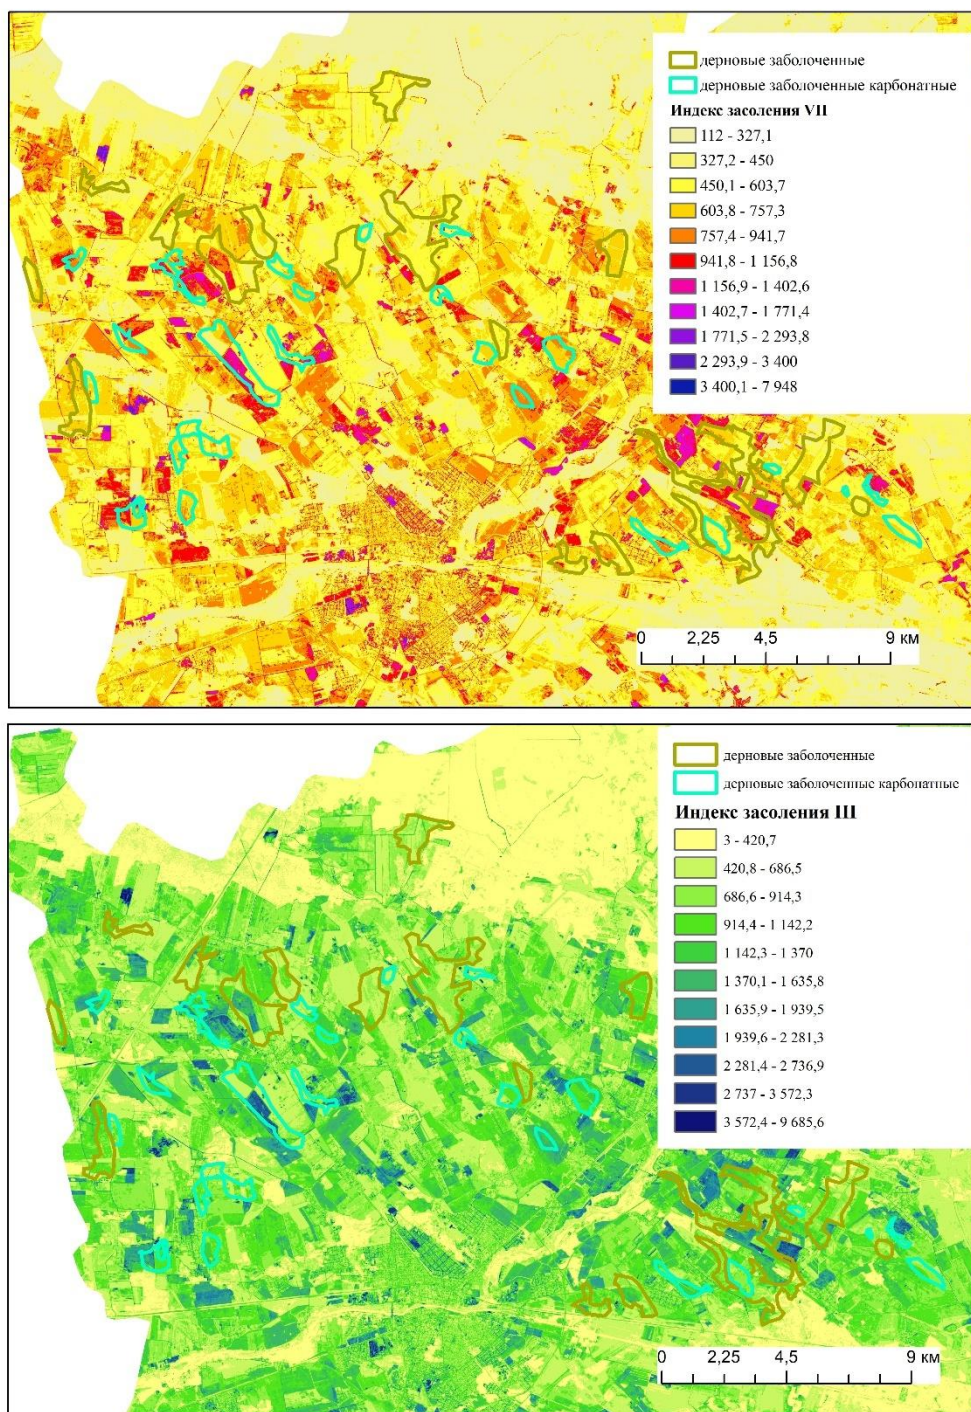 дерновые заболоченные
дерновые заболоченные карбонатные
Индекс засоления VII
112 - 327,1
327,2 - 450
450,1 - 603,7
603,8 - 757,3
757,4 - 941,7
941,8 - 1 156,8
1 156,9 - 1 402,6
1 402,7 - 1 771,4
1 771,5 - 2 293,8
2 293,9 - 3 400
3 400,1 - 7 948
0 2,25 4,5 9 км
дерновые заболоченные
дерновые заболоченные карбонатные
Индекс засоления III
3 - 420,7
420,8 - 686,5
686,6 - 914,3
914,4 - 1 142,2
1 142,3 - 1 370
1 370,1 - 1 635,8
1 635,9 - 1 939,5
1 939,6 - 2 281,3
2 281,4 - 2 736,9
2 737 - 3 572,3
3 572,4 - 9 685,6
0 2,25 4,5 9 км